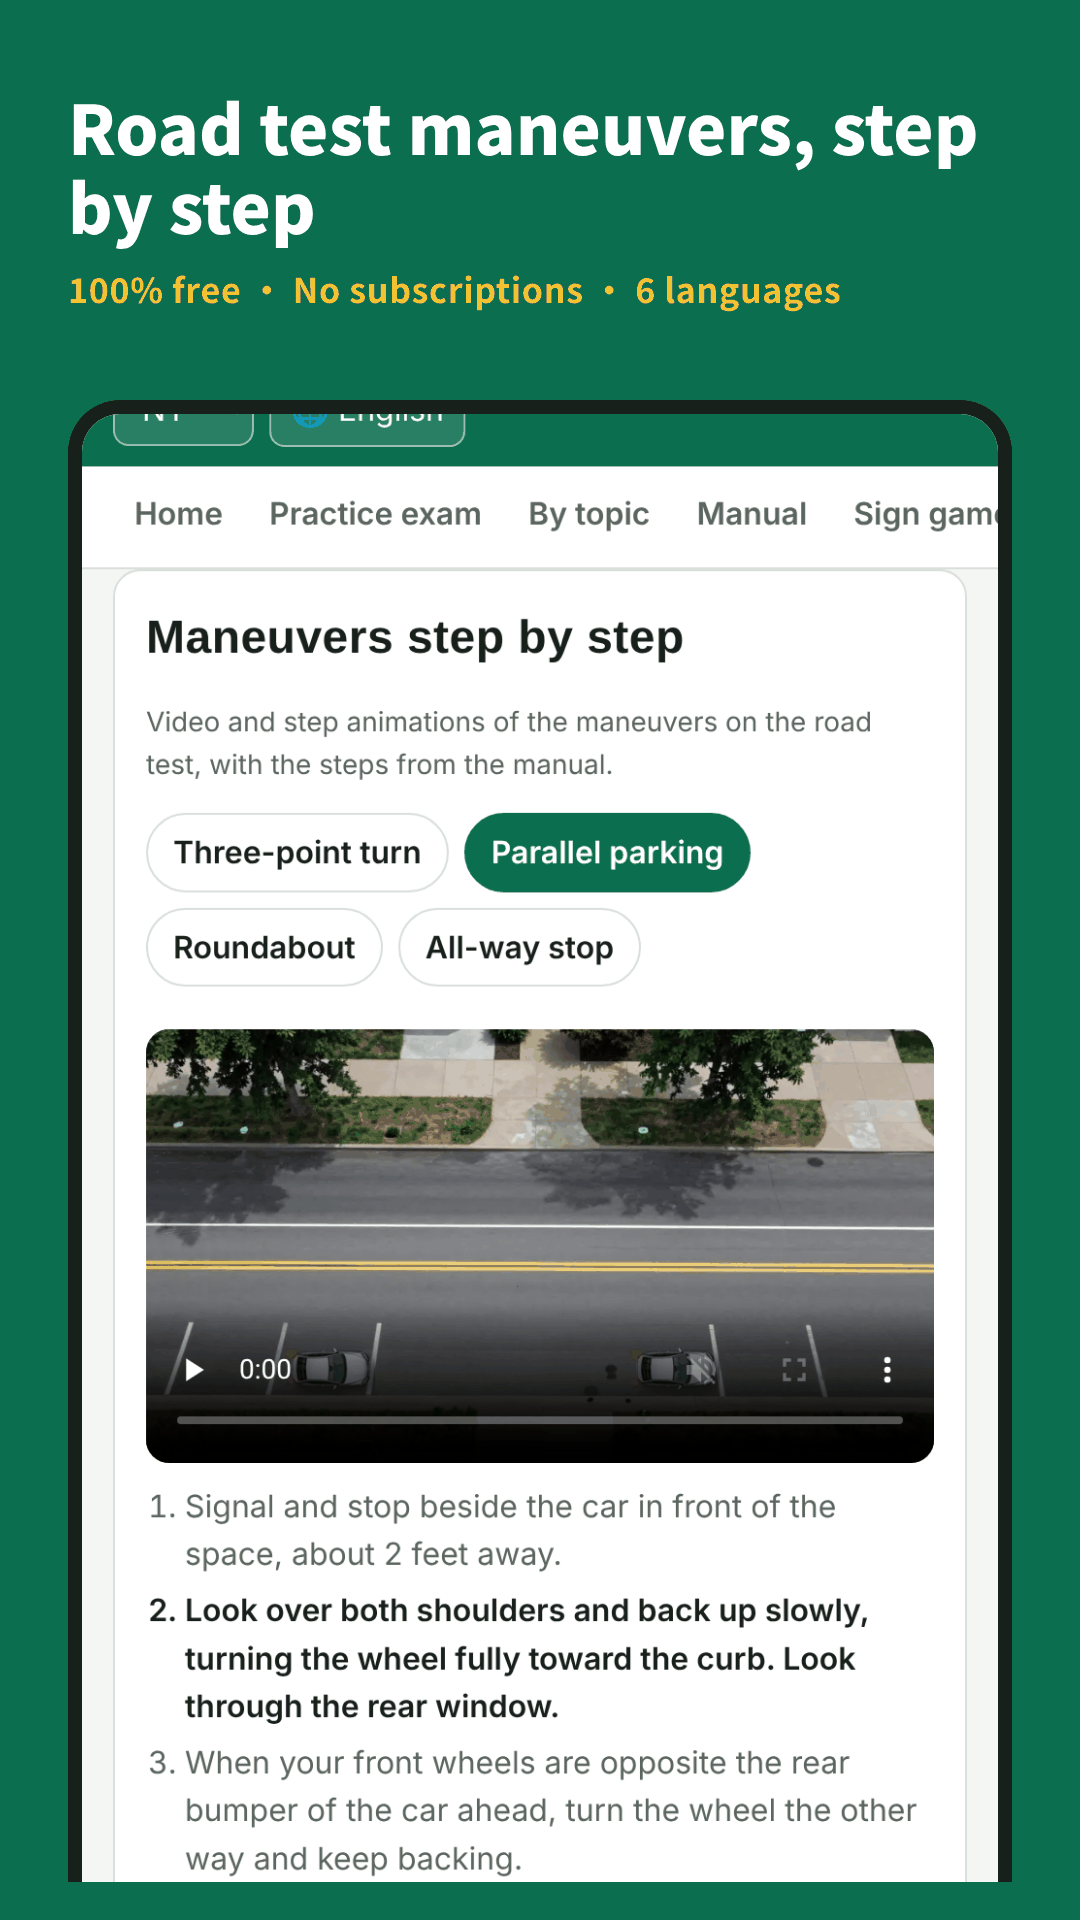 Road test maneuvers, step
by step
100% free • No subscriptions • 6 languages
English
Home Practice exam By topic Manual Sign game
Maneuvers step by step
Video and step animations of the maneuvers on the road
test, with the steps from the manual.
Three-point turn Parallel parking
Roundabout All-way stop
0:00
1. Signal and stop beside the car in front of the
space, about 2 feet away.
2. Look over both shoulders and back up slowly,
turning the wheel fully toward the curb. Look
through the rear window.
3. When your front wheels are opposite the rear
bumper of the car ahead, turn the wheel the other
way and keep backing.